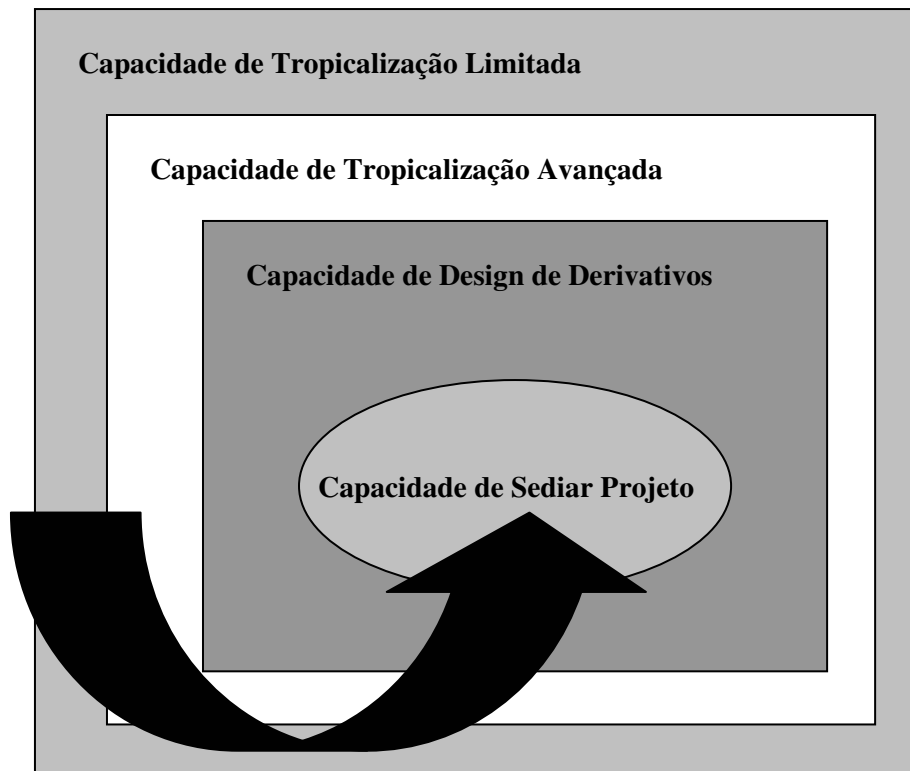 Capacidade de Tropicalização Limitada
Capacidade de Tropicalização Avançada
Capacidade de Design de Derivativos
Capacidade de Sediar Projeto